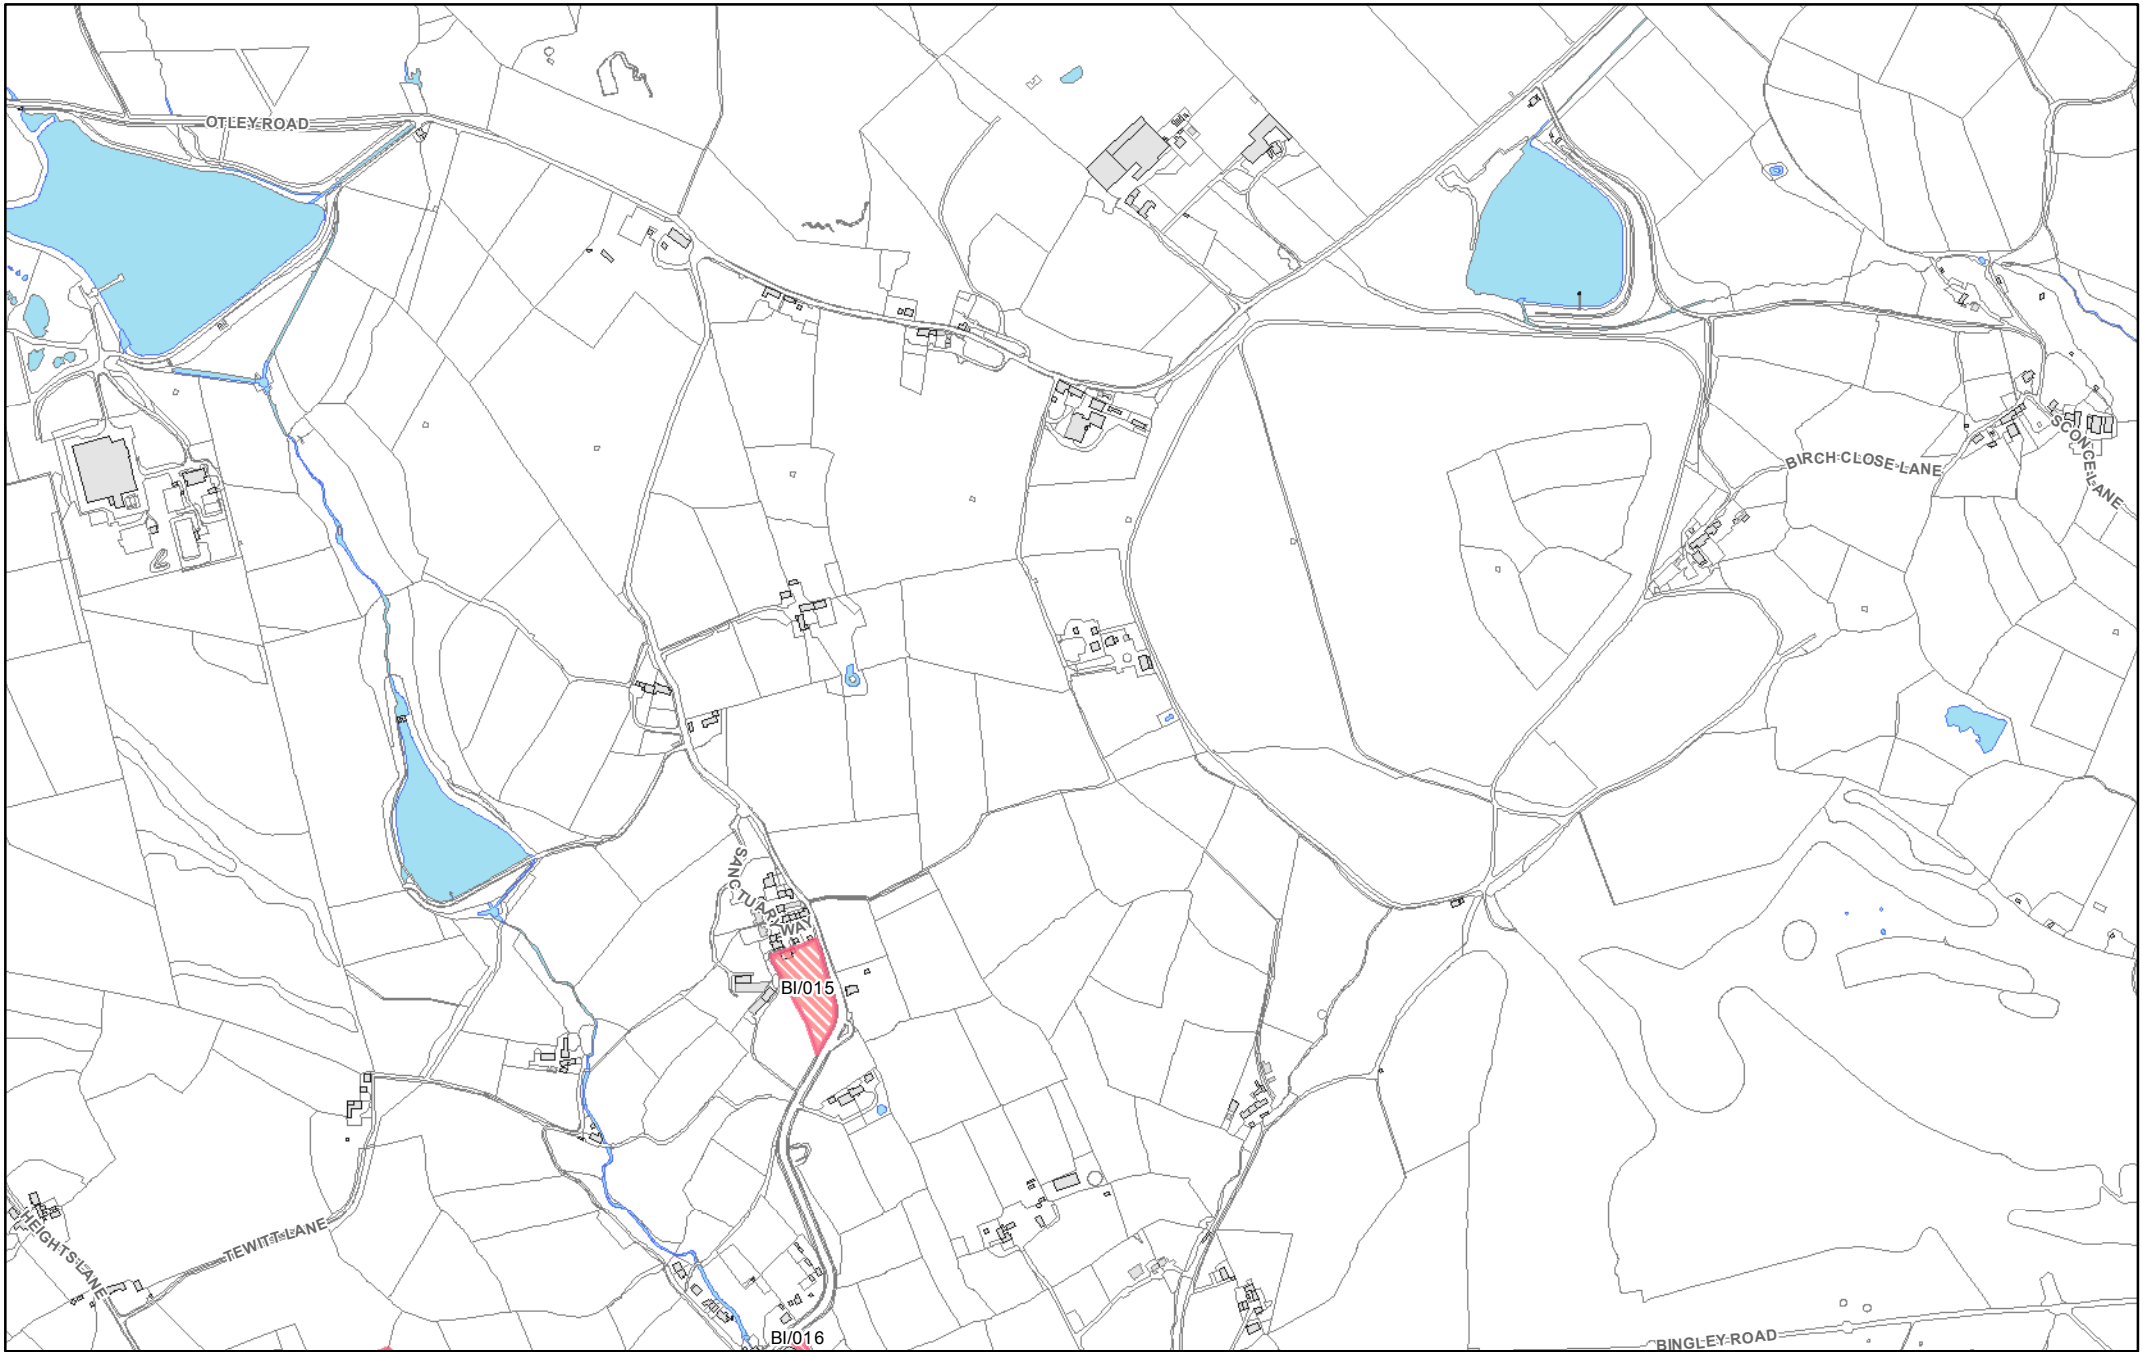 OTLEY ROAD
BIRCH CLOSE LANE
SCONCE LANE
SANCTUARY WAY
BI/015
HEIGHTS LANE
TEWITT LANE
BI/016
BINGLEY ROAD